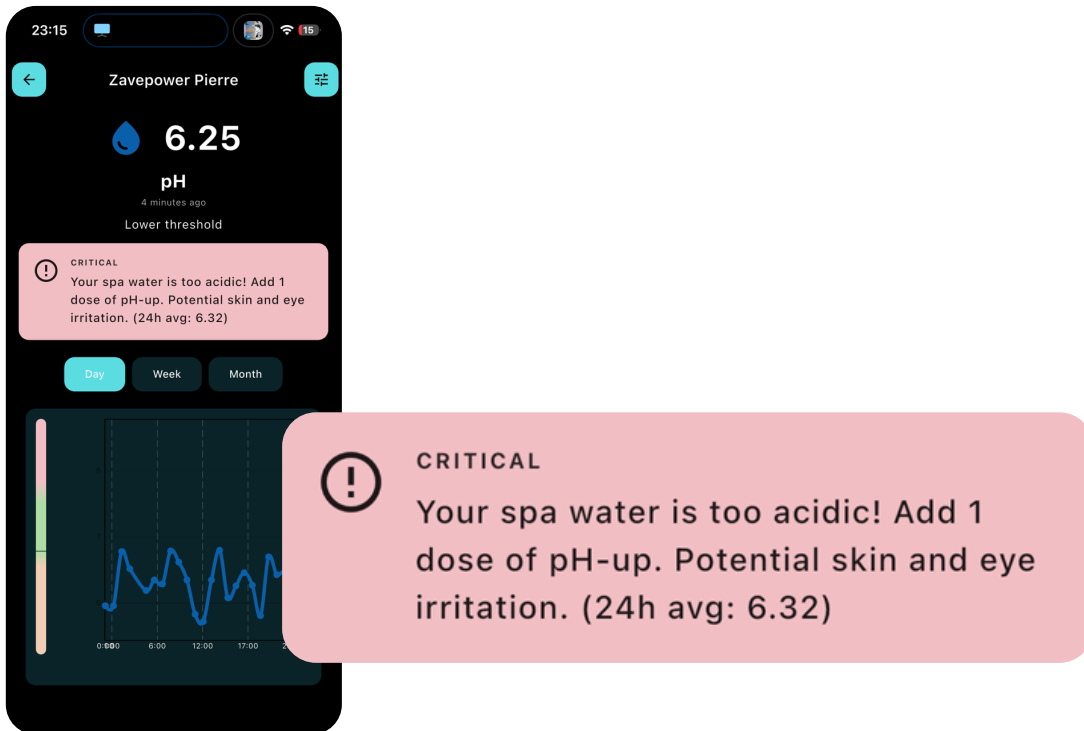 23:15
15
Zavepower Pierre
6.25
pH
4 minutes ago
Lower threshold
CRITICAL
Your spa water is too acidic! Add 1
dose of pH-up. Potential skin and eye
irritation. (24h avg: 6.32)
Day
Week
Month
6:00
12:00
17:00
CRITICAL
Your spa water is too acidic! Add 1
dose of pH-up. Potential skin and eye
irritation. (24h avg: 6.32)